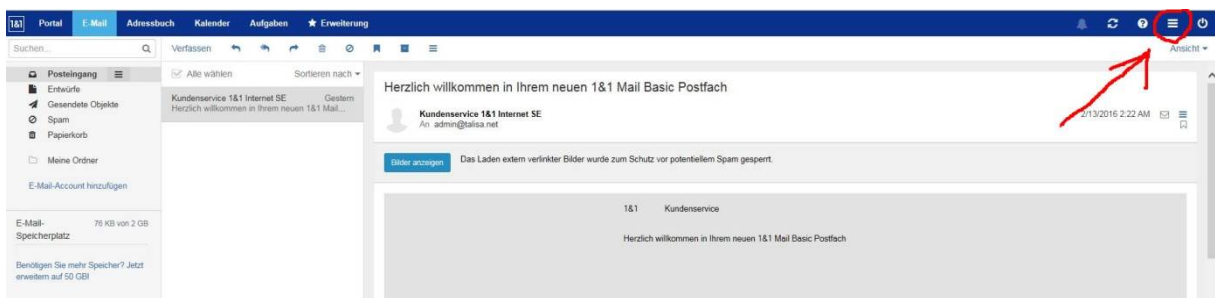 1&1 Portal E-Mail Adressbuch Kalender Aufgaben Erweiterung
Suchen...
Verfassen
Ansicht
Posteingang
Entwürfe
Gesendete Objekte
Spam
Papierkorb
Meine Ordner
E-Mail-Account hinzufügen
E-Mail- 76 KB von 2 GB
Speicherplatz
Benötigen Sie mehr Speicher? Jetzt
erweitern auf 50 GB!
Alle wählen Sortieren nach
Kundenservice 1&1 Internet SE Gestern
Herzlich willkommen in Ihrem neuen 1&1 Mail...
Herzlich willkommen in Ihrem neuen 1&1 Mail Basic Postfach
Kundenservice 1&1 Internet SE
An admin@talisa.net
2/13/2016 2:22 AM
Bilder anzeigen Das Laden extern verlinkter Bilder wurde zum Schutz vor potentiellem Spam gesperrt.
1&1 Kundenservice
Herzlich willkommen in Ihrem neuen 1&1 Mail Basic Postfach